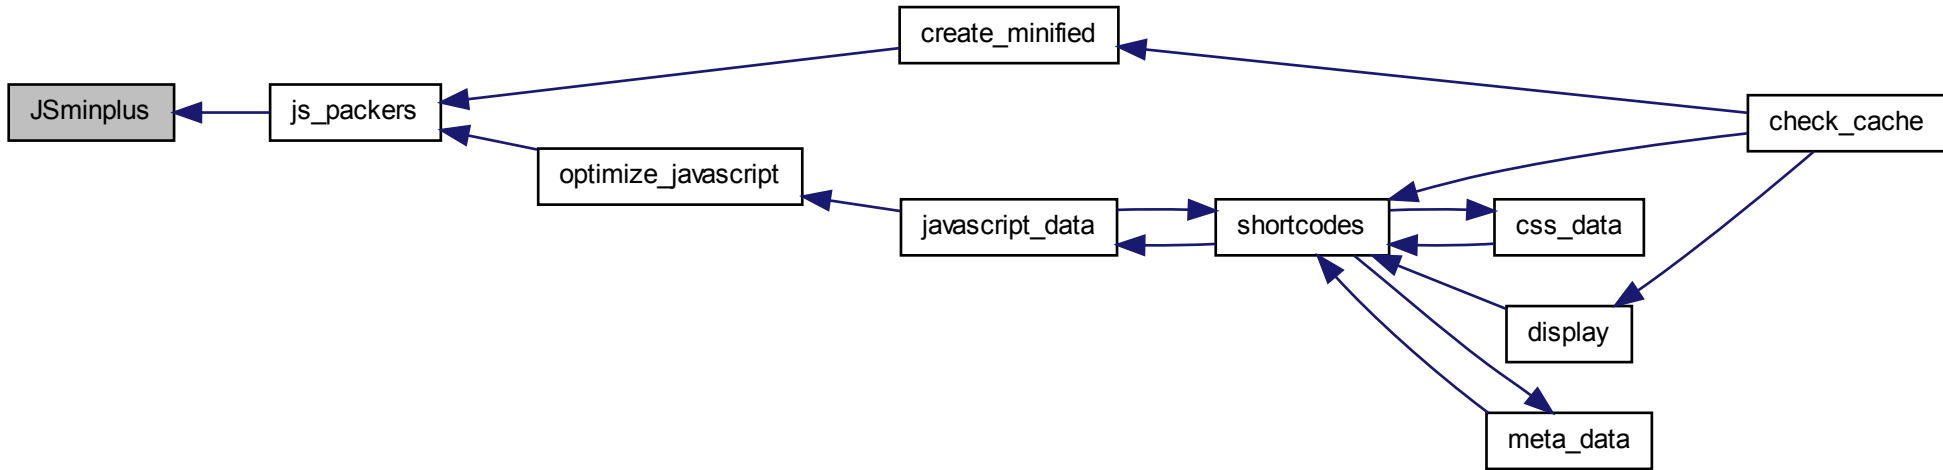 create_minified
JSminplus
js_packers
check_cache
optimize_javascript
javascript_data
shortcodes
css_data
display
meta_data